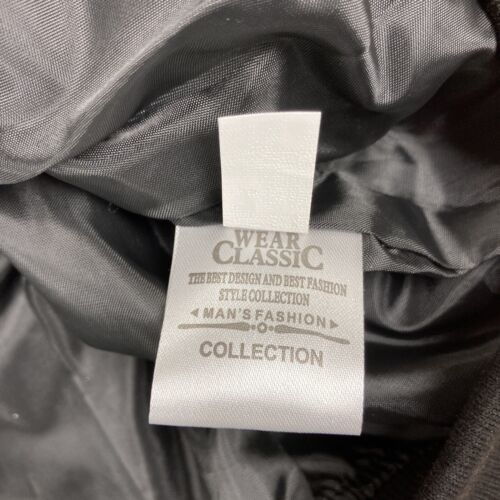 WEAR
CLASSIC
THE BEST DESIGN AND BEST FASHION
STYLE COLLECTION
MAN'S FASHION
COLLECTION